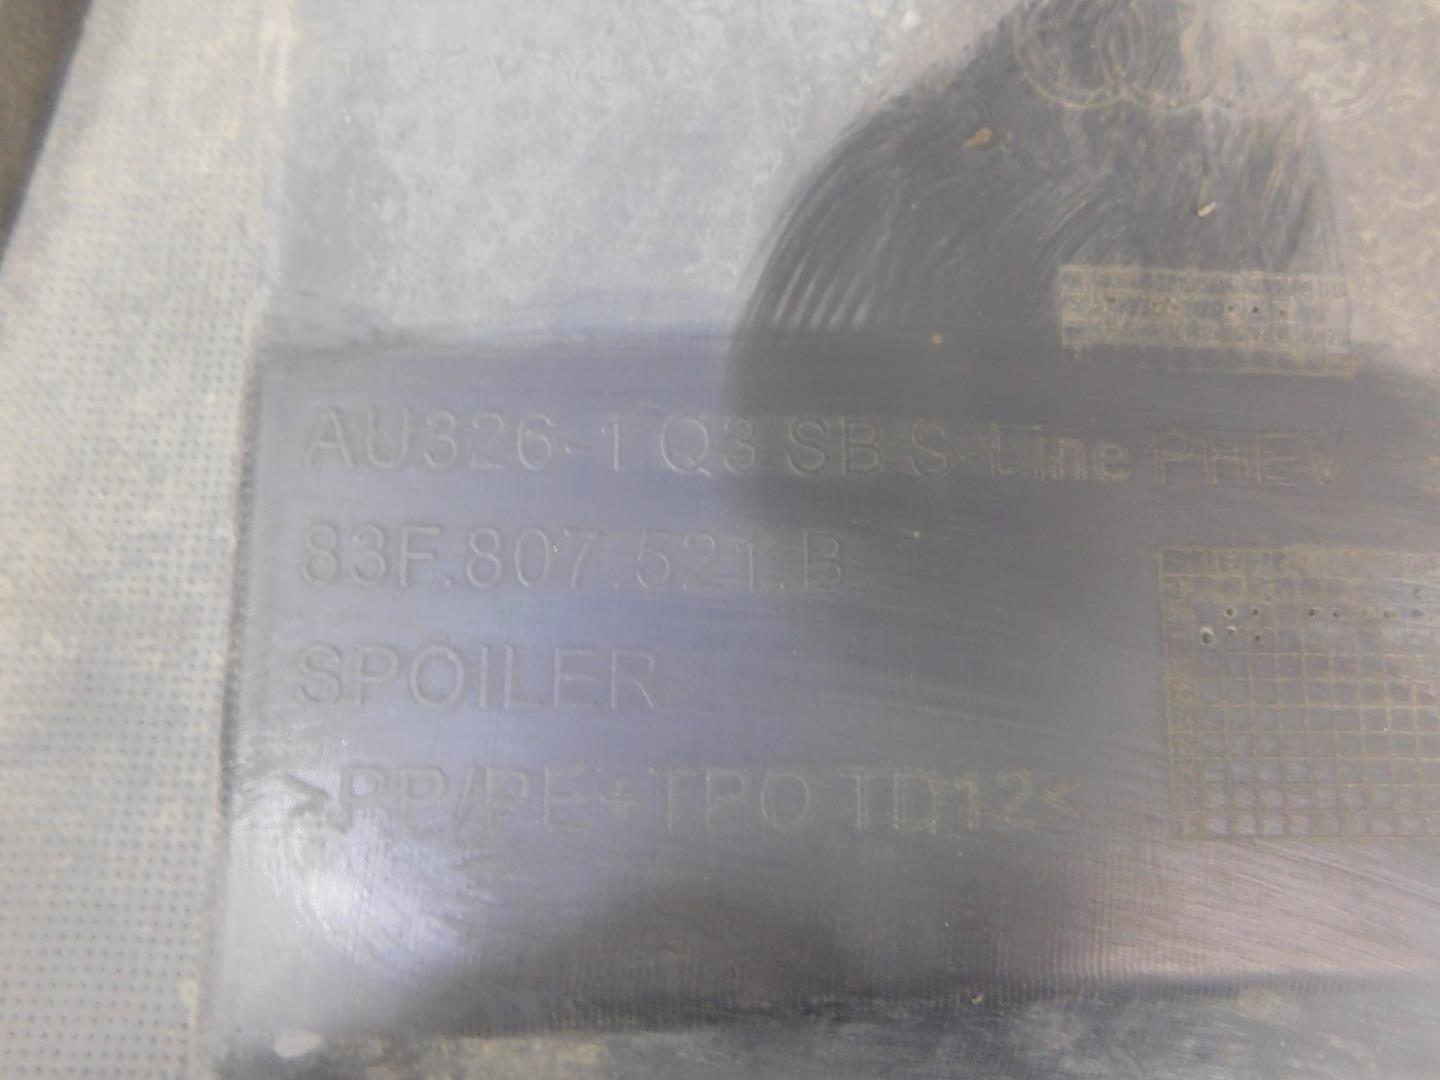 AU326-1 Q3 SB S-Line PHEV
83F.807.521.B
SPOILER
>PP/PE+TPO TD12<